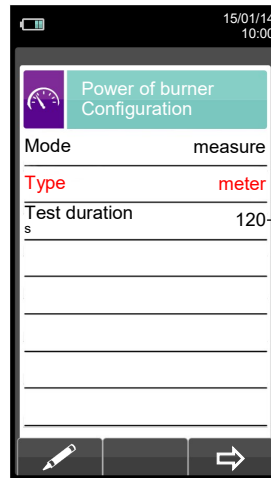 15/01/14
10:00
Power of burner
Configuration
Mode measure
Type meter
Test duration 120-
s